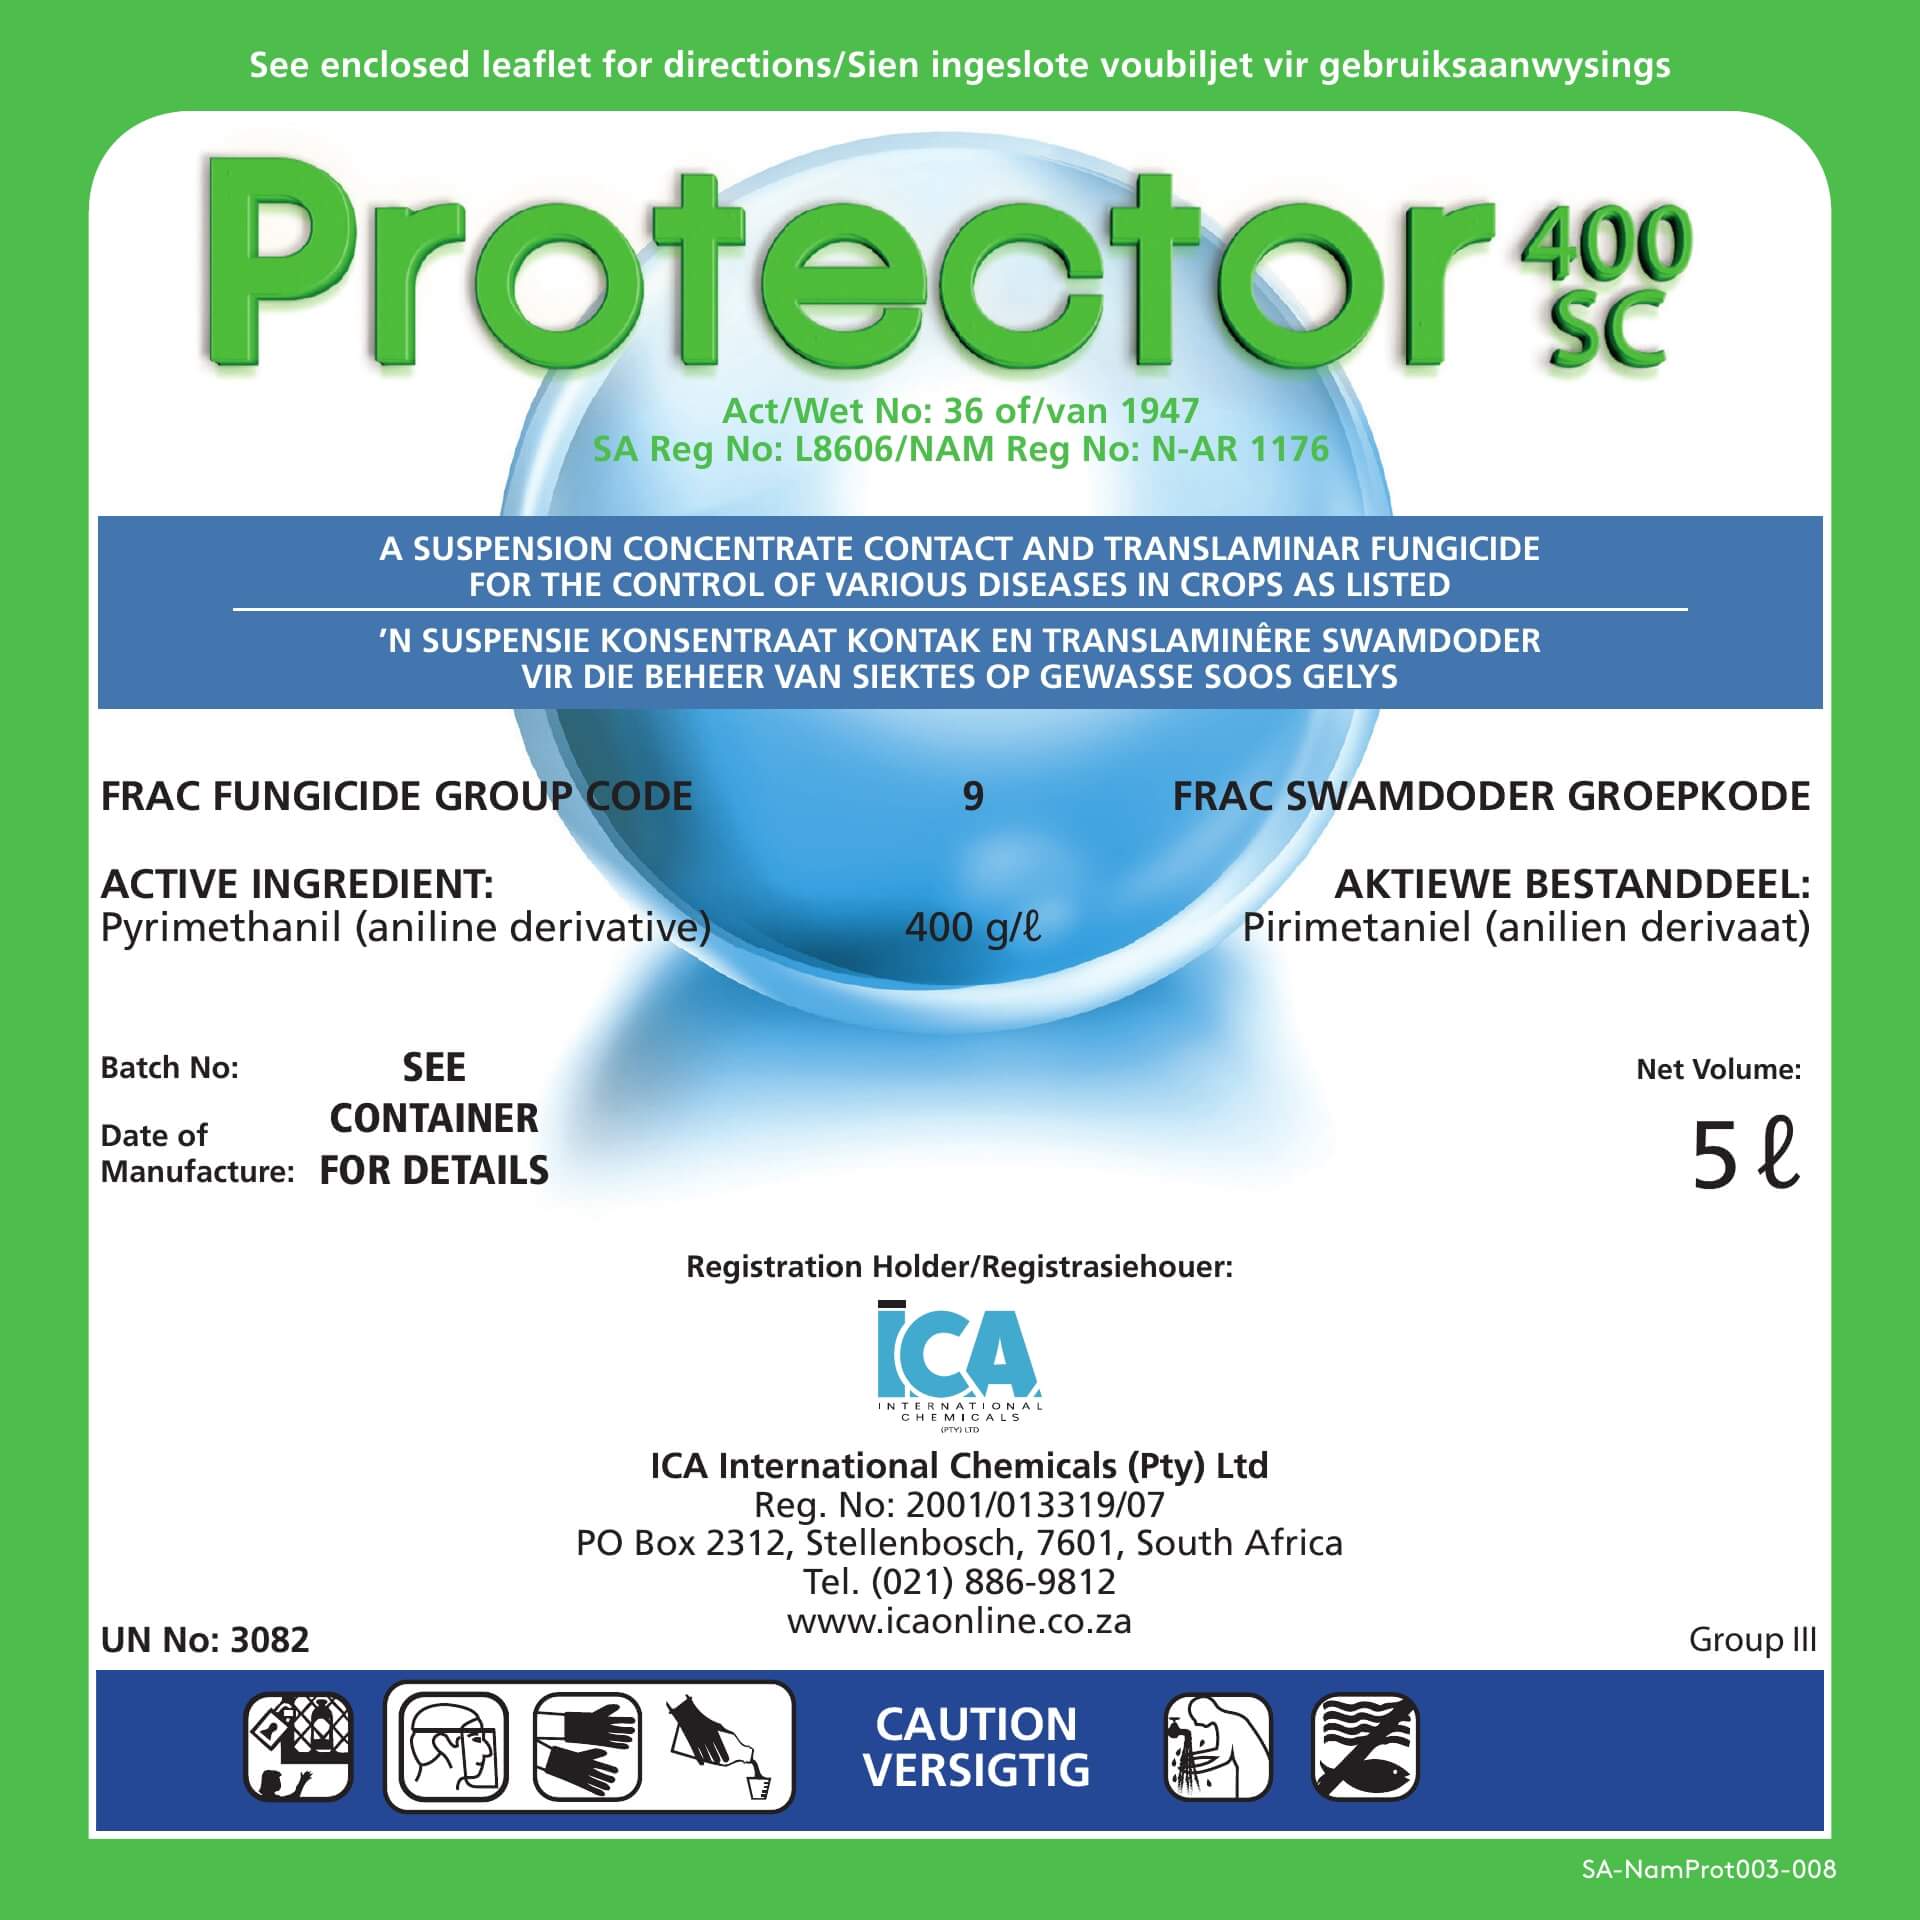 See enclosed leaflet for directions/Sien ingeslote voubiljet vir gebruiksaanwysings
Protector 400 SC
Act/Wet No: 36 of/van 1947
SA Reg No: L8606/NAM Reg No: N-AR 1176
A SUSPENSION CONCENTRATE CONTACT AND TRANSLAMINAR FUNGICIDE
FOR THE CONTROL OF VARIOUS DISEASES IN CROPS AS LISTED
’N SUSPENSIE KONSENTRAAT KONTAK EN TRANSLAMINÊRE SWAMDODER
VIR DIE BEHEER VAN SIEKTES OP GEWASSE SOOS GELYS
FRAC FUNGICIDE GROUP CODE 9 FRAC SWAMDODER GROEPKODE
ACTIVE INGREDIENT: AKTIEWE BESTANDDEEL:
Pyrimethanil (aniline derivative) 400 g/ℓ Pirimetaniel (anilien derivaat)
Batch No:
Date of
Manufacture:
SEE
CONTAINER
FOR DETAILS
Net Volume:
5 ℓ
Registration Holder/Registrasiehouer:
ICA
INTERNATIONAL
CHEMICALS
(PTY) LTD
ICA International Chemicals (Pty) Ltd
Reg. No: 2001/013319/07
PO Box 2312, Stellenbosch, 7601, South Africa
Tel. (021) 886-9812
www.icaonline.co.za
UN No: 3082
Group III
CAUTION
VERSIGTIG
SA-NamProt003-008